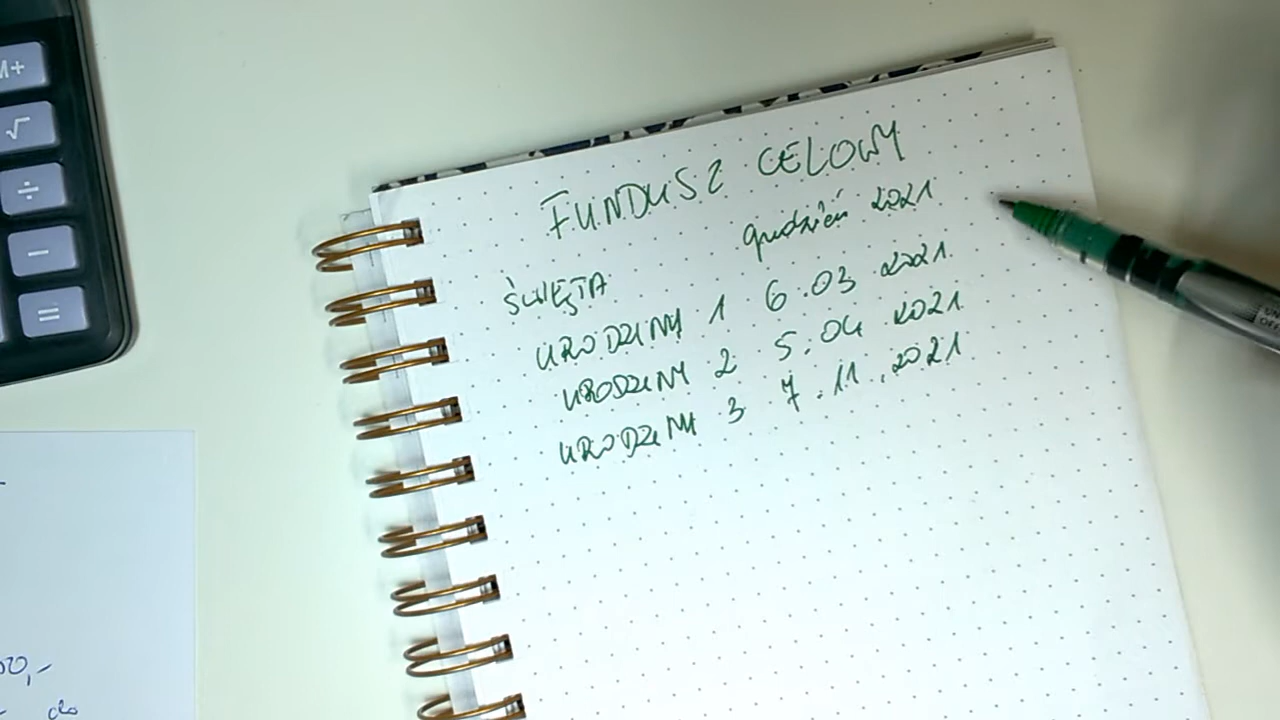 M+
√
÷
−
=
FUNDUSZ CELOWY
ŚWIĘTA grudzień 2021
URODZINY 1 6.03 2021
URODZINY 2 5.04 2021
URODZINY 3 7.11.2021
do